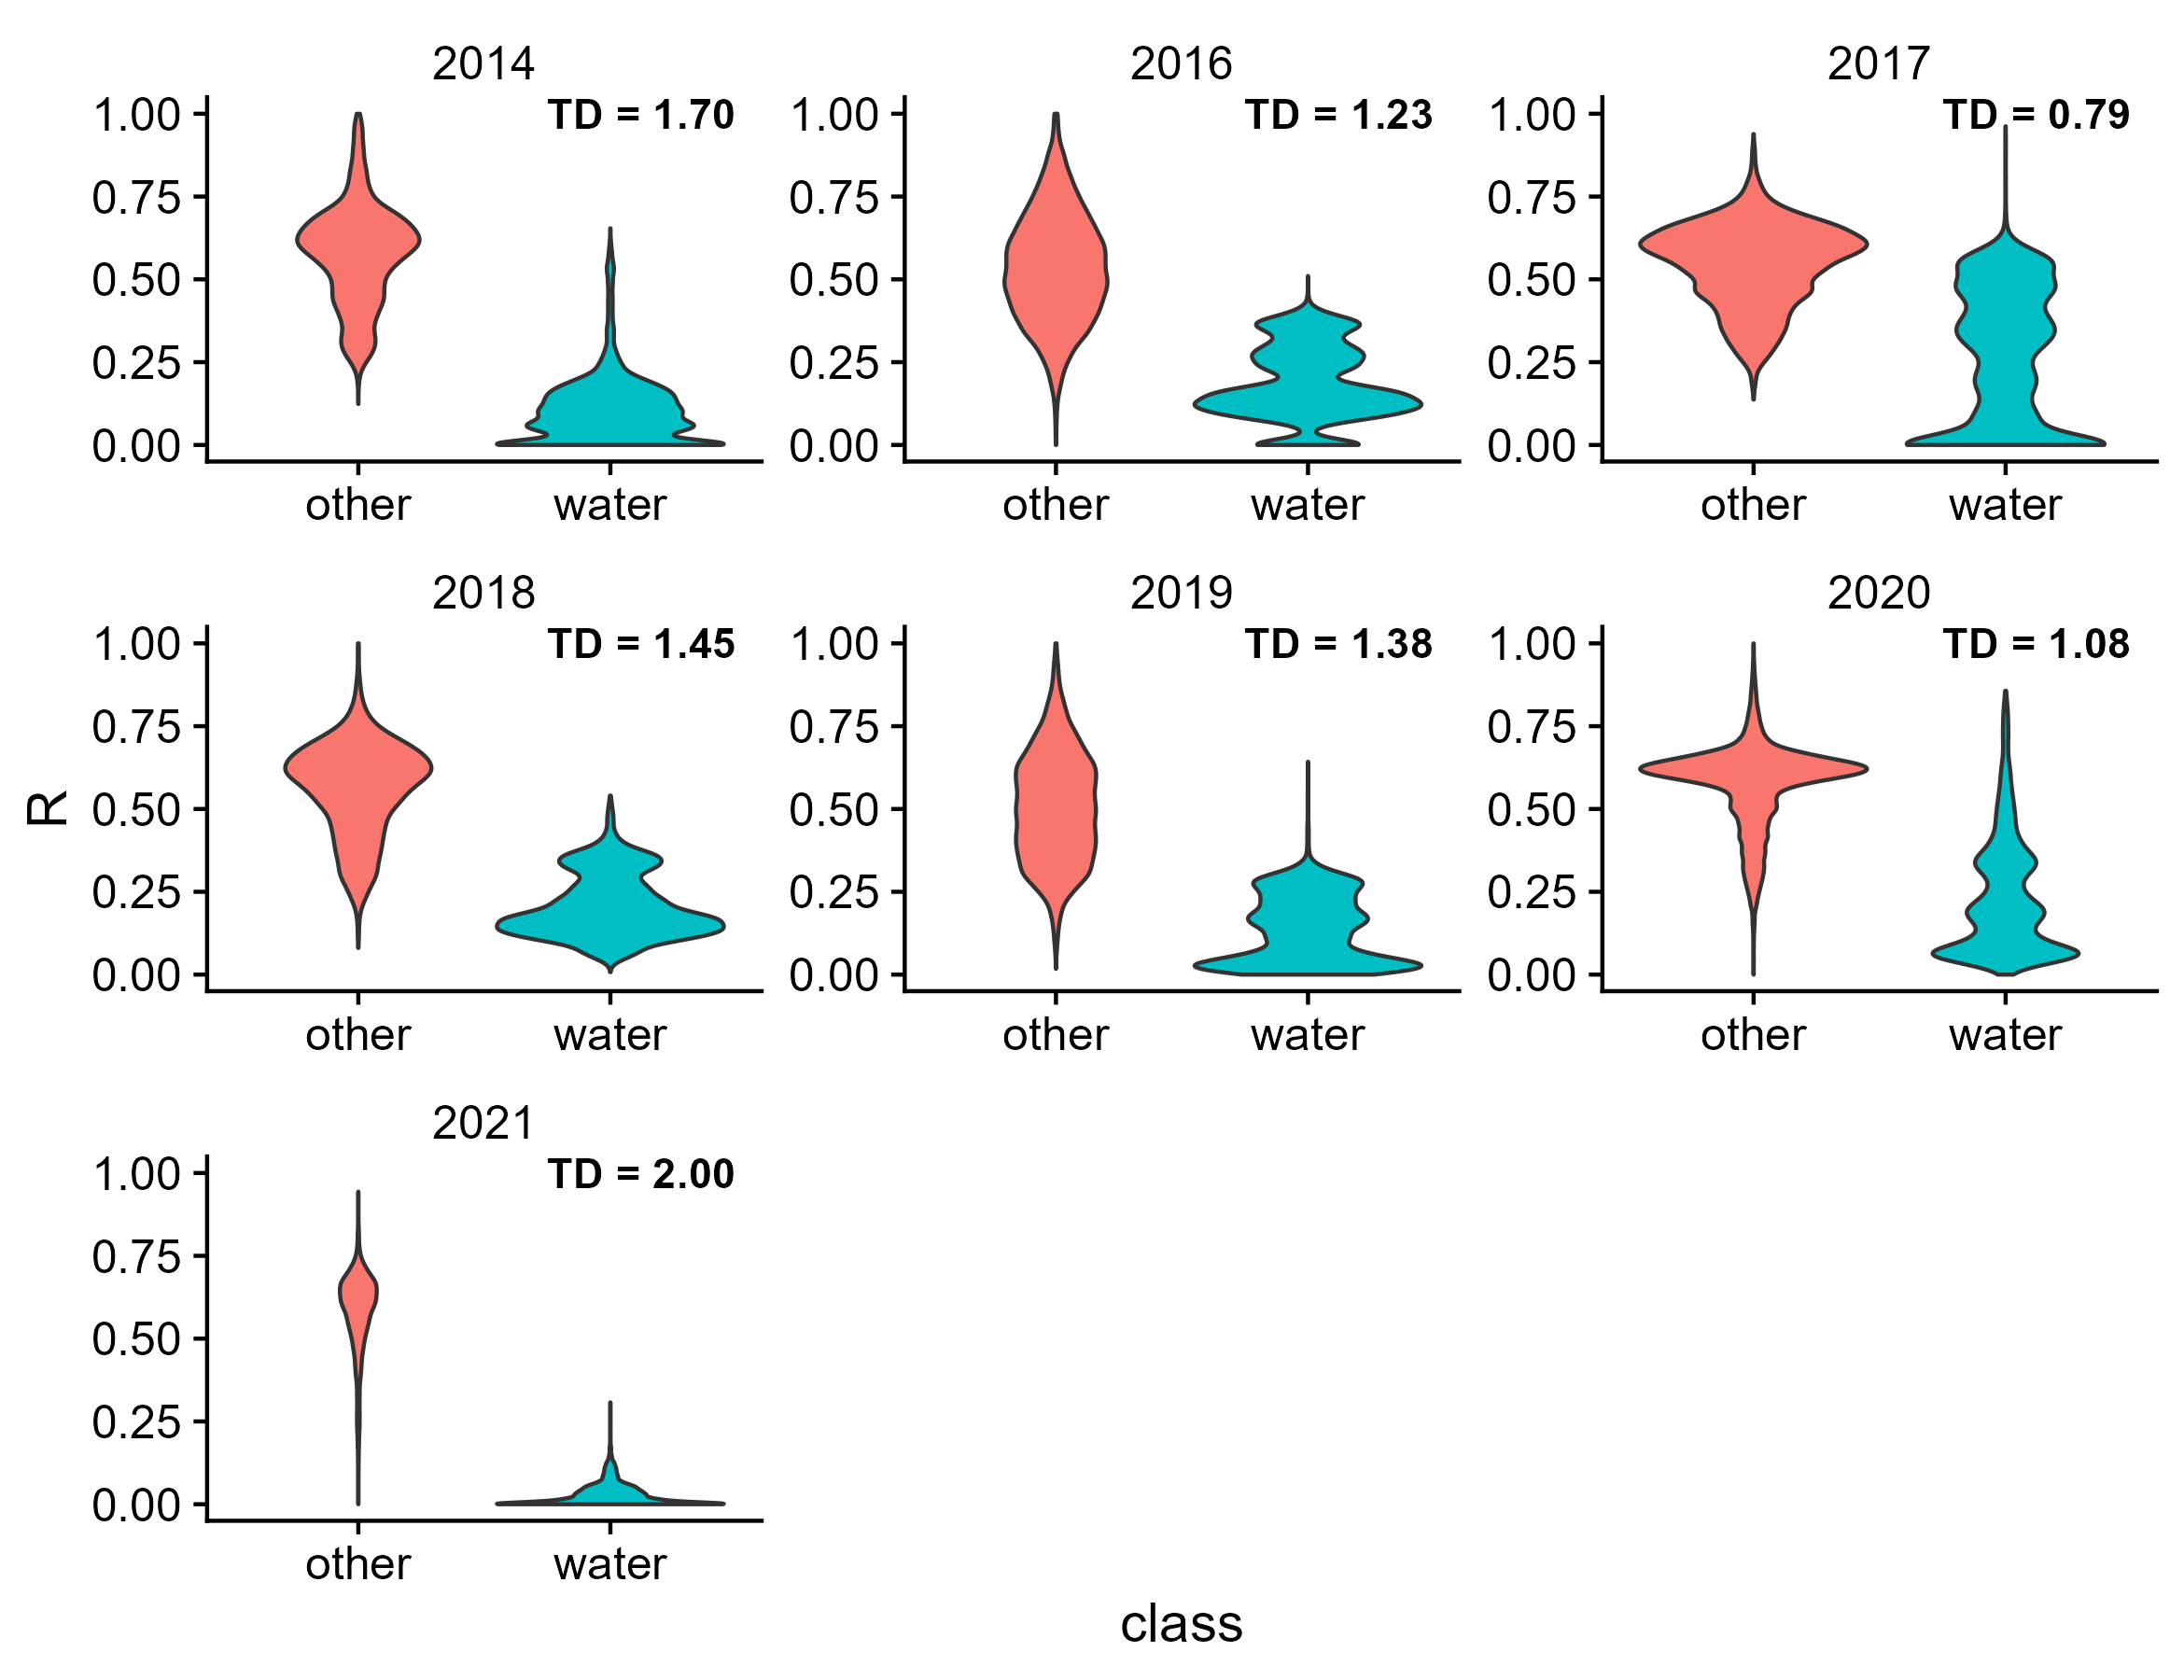 2014 2016 2017
TD = 1.70 TD = 1.23 TD = 0.79
1.00 1.00 1.00
0.75 0.75 0.75
0.50 0.50 0.50
0.25 0.25 0.25
0.00 0.00 0.00
other water other water other water
2018 2019 2020
TD = 1.45 TD = 1.38 TD = 1.08
1.00 1.00 1.00
0.75 0.75 0.75
R
0.50 0.50 0.50
0.25 0.25 0.25
0.00 0.00 0.00
other water other water other water
2021
TD = 2.00
1.00
0.75
0.50
0.25
0.00
other water
class